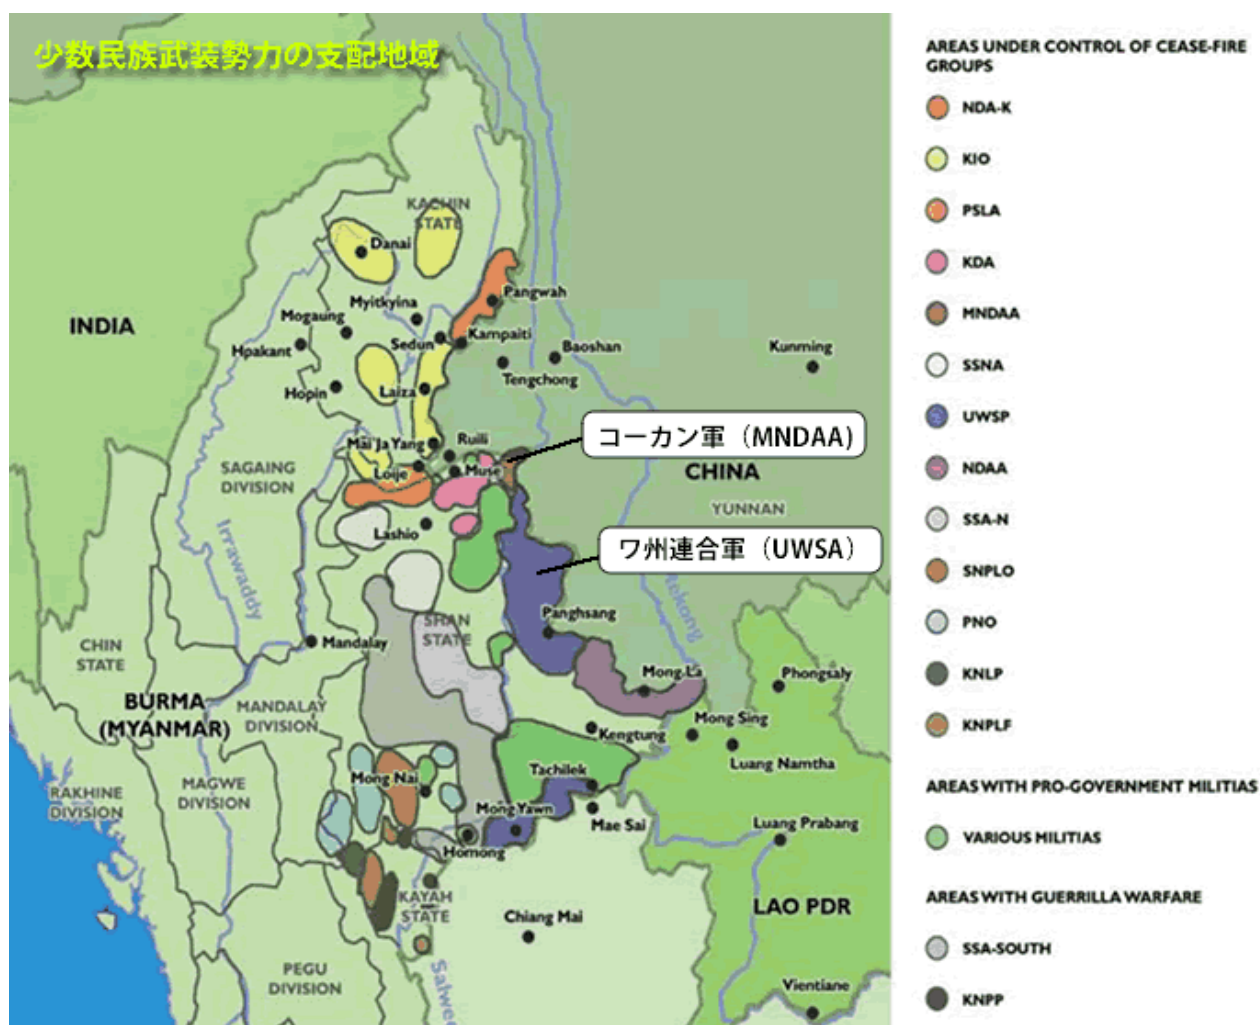 少数民族武装勢力の支配地域
KACHIN
STATE
Danai
Pangwah
Myitkyina
Mogaung
Sedun
Kampaiti
INDIA
Hpakant
Baoshan
Kunming
Tengchong
Hopin
Laiza
コーカン軍（MNDAA)
Mai Ja Yang
Ruili
Loije
Muse
CHINA
SAGAING
DIVISION
YUNNAN
Irrawaddy
Lashio
ワ州連合軍（UWSA）
Mekong
Panghsang
SHAN
STATE
Mandalay
CHIN
STATE
Mong La
Phongsaly
BURMA
(MYANMAR)
MANDALAY
DIVISION
Mong Sing
Kengtung
Luang Namtha
RAKHINE
DIVISION
MAGWE
DIVISION
Mong Nai
Tachilek
Mong Yawn
Mae Sai
Luang Prabang
Homong
KAYAH
STATE
LAO PDR
Chiang Mai
PEGU
DIVISION
Salwee
Vientiane
AREAS UNDER CONTROL OF CEASE-FIRE
GROUPS
NDA-K
KIO
PSLA
KDA
MNDAA
SSNA
UWSP
NDAA
SSA-N
SNPLO
PNO
KNLP
KNPLF
AREAS WITH PRO-GOVERNMENT MILITIAS
VARIOUS MILITIAS
AREAS WITH GUERRILLA WARFARE
SSA-SOUTH
KNPP